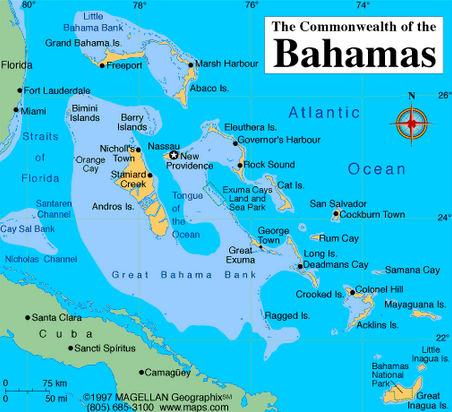 The Commonwealth of the
Bahamas
80°
78°
76°
74°
Little
Bahama Bank
Grand Bahama Is.
Freeport
Marsh Harbour
Abaco Is.
Florida
Fort Lauderdale
Miami
26°
N
Bimini
Islands
Berry
Islands
Straits
of
Florida
Atlantic
Ocean
Eleuthera Is.
Governor's Harbour
Nicholl's
Town
Nassau
New
Providence
Orange
Cay
Rock Sound
Staniard
Creek
Exuma Cays
Land and
Sea Park
Cat Is.
Andros Is.
Tongue
of
the
Ocean
Santaren
Channel
San Salvador
Cockburn Town
24°
Cay Sal Bank
George
Town
Rum Cay
Nicholas Channel
Great
Exuma
Long Is.
Deadmans Cay
Samana Cay
Great Bahama Bank
Crooked Is.
Colonel Hill
Mayaguana Is.
Ragged Is.
Acklins Is.
Santa Clara
Cuba
22°
Sancti Spíritus
Little
Inagua Is.
Bahamas
National
Park
Camagüey
Great
Inagua Is.
0 75 km
0 50 mi
©1997 MAGELLAN Geographix℠
(805) 685-3100 www.maps.com